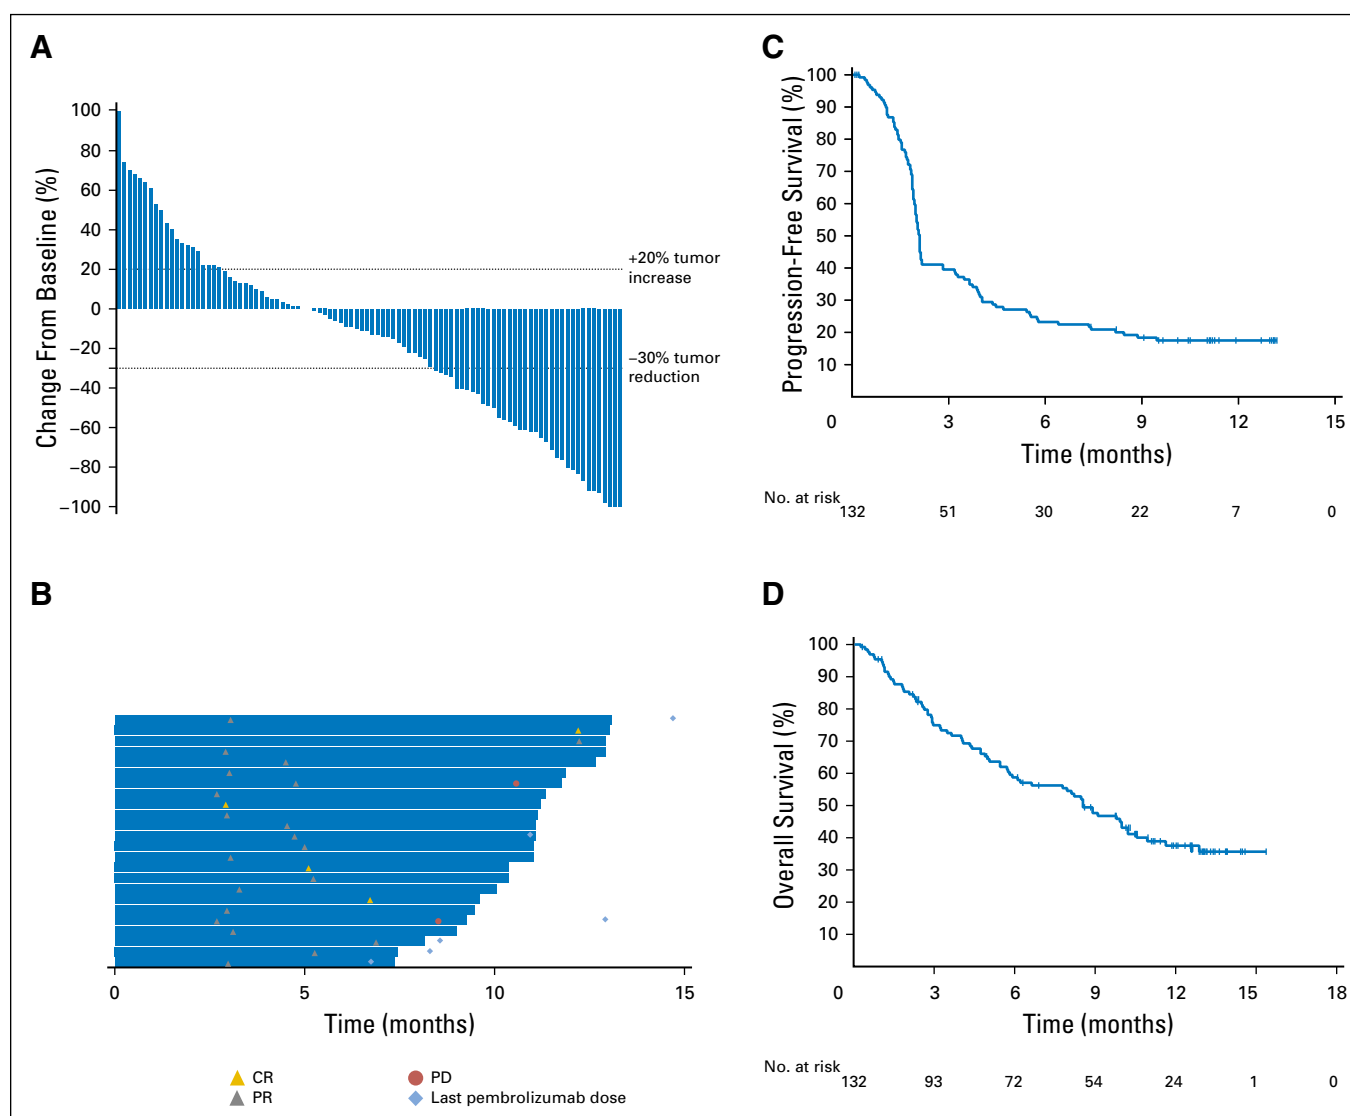 A
Change From Baseline (%)
100
80
60
40
20
0
−20
−40
−60
−80
−100
+20% tumor
increase
−30% tumor
reduction
B
0
5
10
15
Time (months)
CR
PR
PD
Last pembrolizumab dose
C
Progression-Free Survival (%)
100
90
80
70
60
50
40
30
20
10
0 3 6 9 12 15
Time (months)
No. at risk
132 51 30 22 7 0
D
Overall Survival (%)
100
90
80
70
60
50
40
30
20
10
0 3 6 9 12 15 18
Time (months)
No. at risk
132 93 72 54 24 1 0